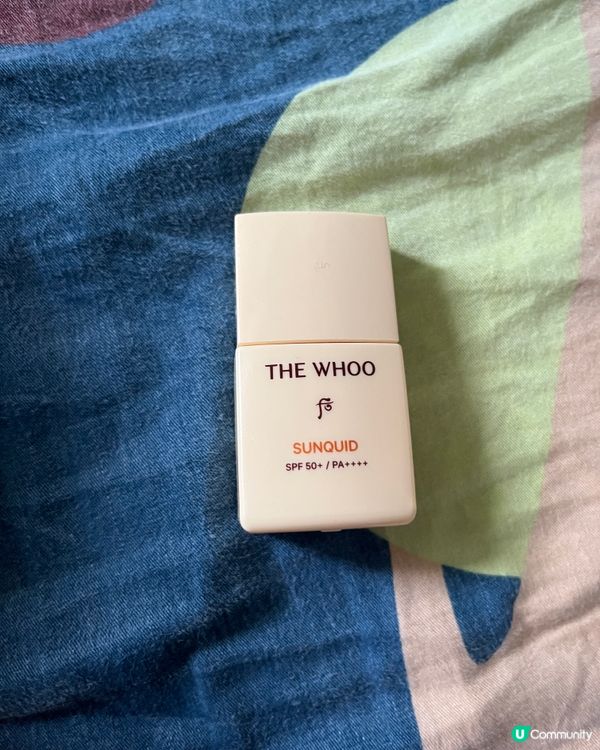 THE WHOO
SUNQUID
SPF 50+ / PA++++
U Community